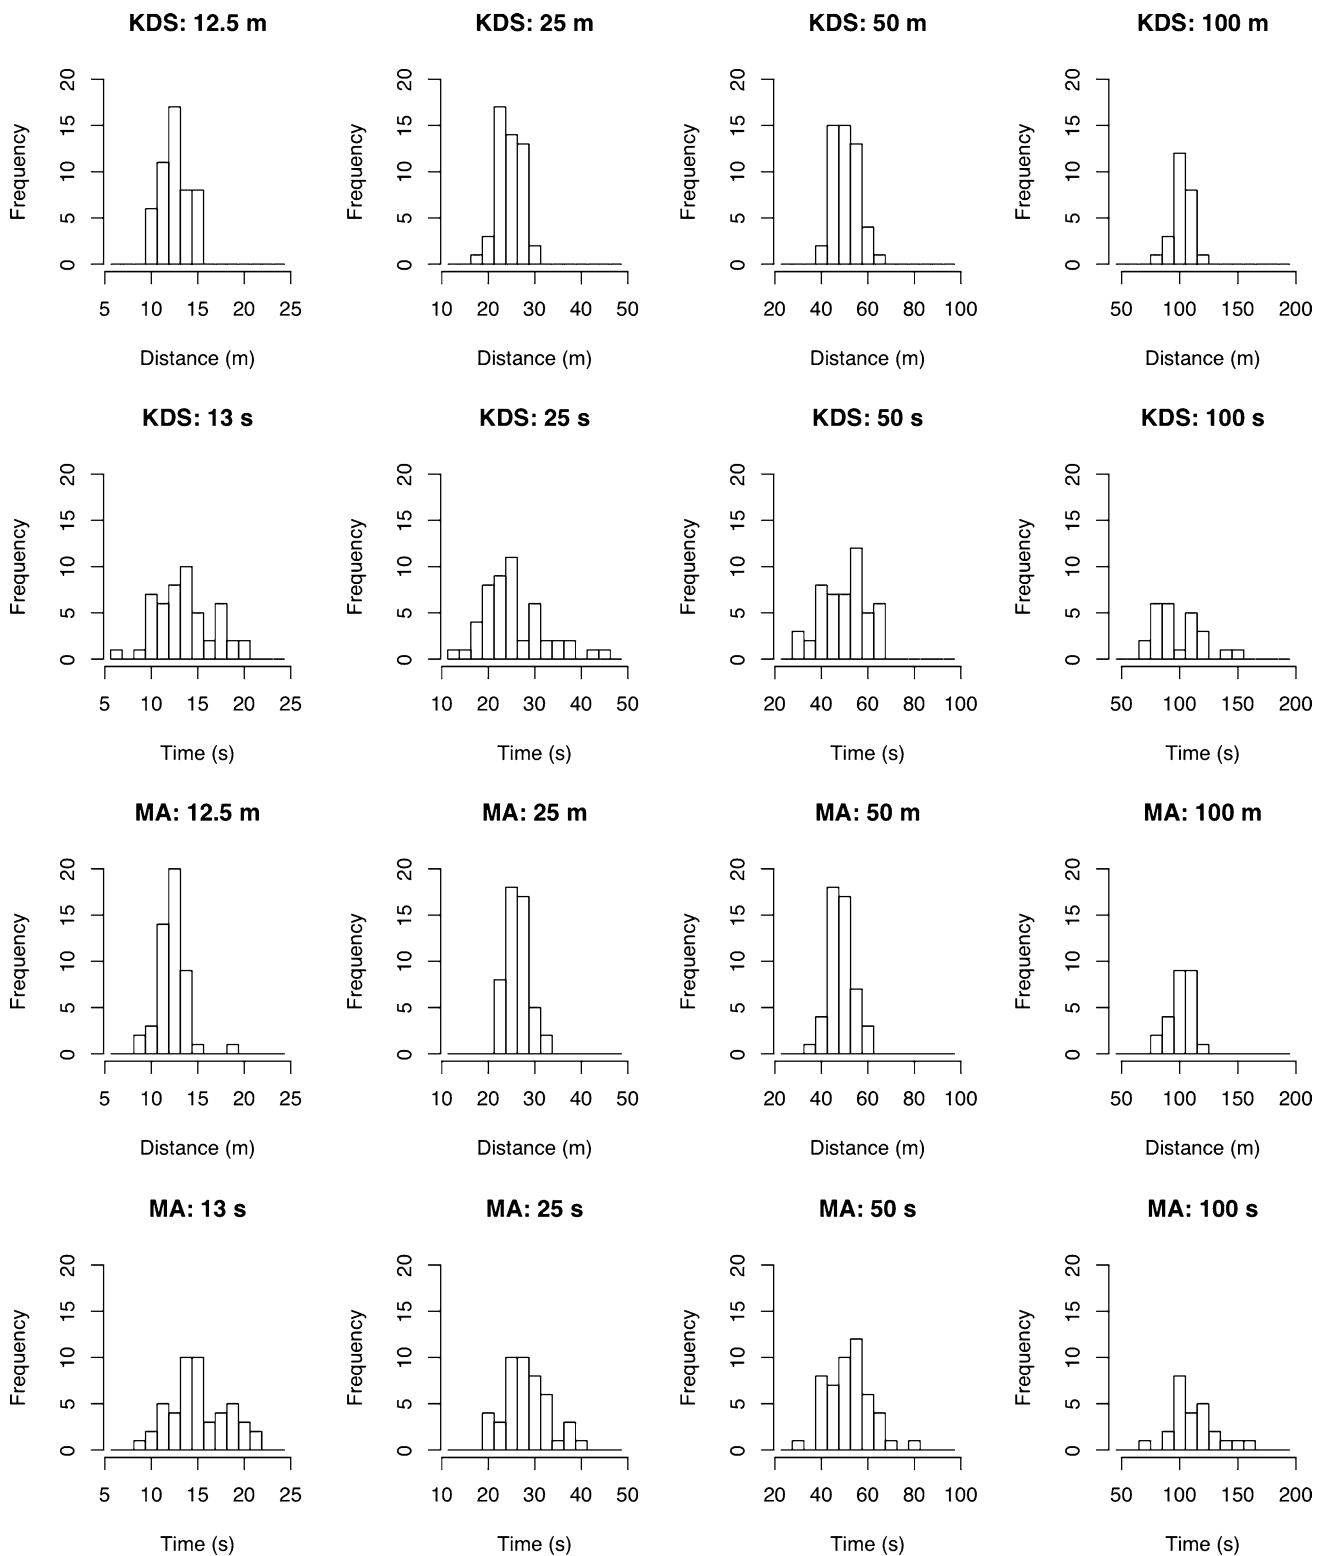 KDS: 12.5 m KDS: 25 m KDS: 50 m KDS: 100 m
20 20 20 20
15 15 15 15
Frequency Frequency Frequency Frequency
10 10 10 10
5 5 5 5
0 0 0 0
5 10 15 20 25 10 20 30 40 50 20 40 60 80 100 50 100 150 200
Distance (m) Distance (m) Distance (m) Distance (m)
KDS: 13 s KDS: 25 s KDS: 50 s KDS: 100 s
20 20 20 20
15 15 15 15
Frequency Frequency Frequency Frequency
10 10 10 10
5 5 5 5
0 0 0 0
5 10 15 20 25 10 20 30 40 50 20 40 60 80 100 50 100 150 200
Time (s) Time (s) Time (s) Time (s)
MA: 12.5 m MA: 25 m MA: 50 m MA: 100 m
20 20 20 20
15 15 15 15
Frequency Frequency Frequency Frequency
10 10 10 10
5 5 5 5
0 0 0 0
5 10 15 20 25 10 20 30 40 50 20 40 60 80 100 50 100 150 200
Distance (m) Distance (m) Distance (m) Distance (m)
MA: 13 s MA: 25 s MA: 50 s MA: 100 s
20 20 20 20
15 15 15 15
Frequency Frequency Frequency Frequency
10 10 10 10
5 5 5 5
0 0 0 0
5 10 15 20 25 10 20 30 40 50 20 40 60 80 100 50 100 150 200
Time (s) Time (s) Time (s) Time (s)